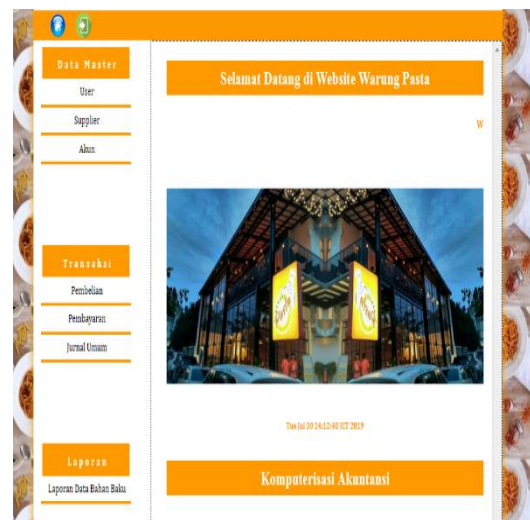 Data Master
User
Supplier
Akun
Transaksi
Pembelian
Pembayaran
Jurnal Umum
Laporan
Laporan Data Bahan Baku
Selamat Datang di Website Warung Pasta
W
Tue Jul 30 14:12:43 ICT 2019
Komputerisasi Akuntansi